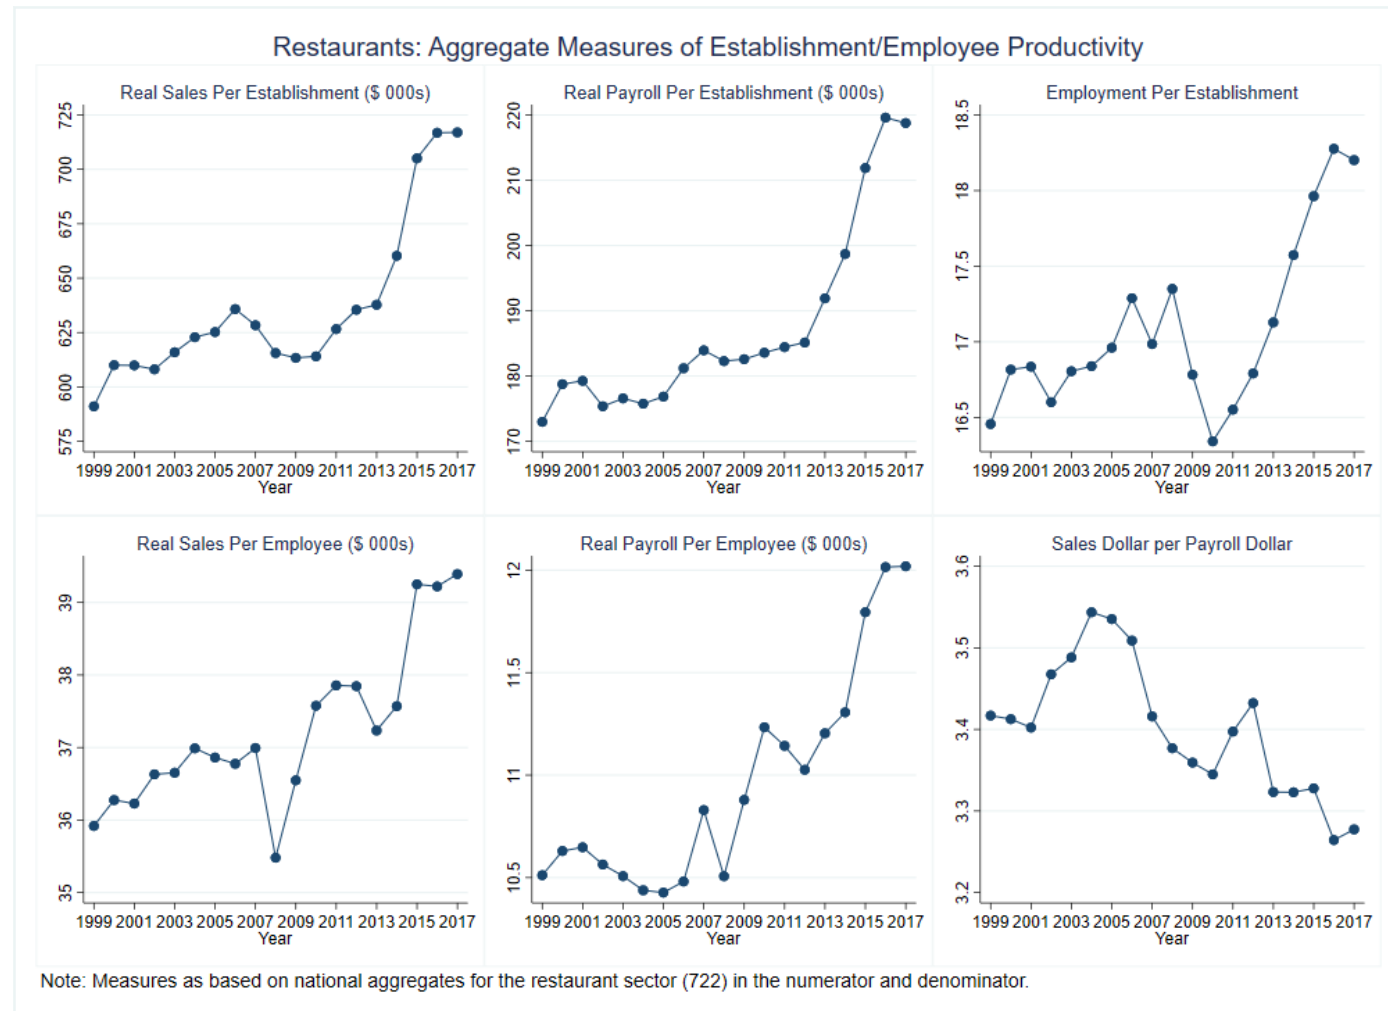 Restaurants: Aggregate Measures of Establishment/Employee Productivity
Real Sales Per Establishment ($ 000s)
725
700
675
650
625
600
575
1999 2001 2003 2005 2007 2009 2011 2013 2015 2017
Year
Real Payroll Per Establishment ($ 000s)
220
210
200
190
180
170
1999 2001 2003 2005 2007 2009 2011 2013 2015 2017
Year
Employment Per Establishment
18.5
18
17.5
17
16.5
1999 2001 2003 2005 2007 2009 2011 2013 2015 2017
Year
Real Sales Per Employee ($ 000s)
39
38
37
36
35
1999 2001 2003 2005 2007 2009 2011 2013 2015 2017
Year
Real Payroll Per Employee ($ 000s)
12
11.5
11
10.5
1999 2001 2003 2005 2007 2009 2011 2013 2015 2017
Year
Sales Dollar per Payroll Dollar
3.6
3.5
3.4
3.3
3.2
1999 2001 2003 2005 2007 2009 2011 2013 2015 2017
Year
Note: Measures as based on national aggregates for the restaurant sector (722) in the numerator and denominator.